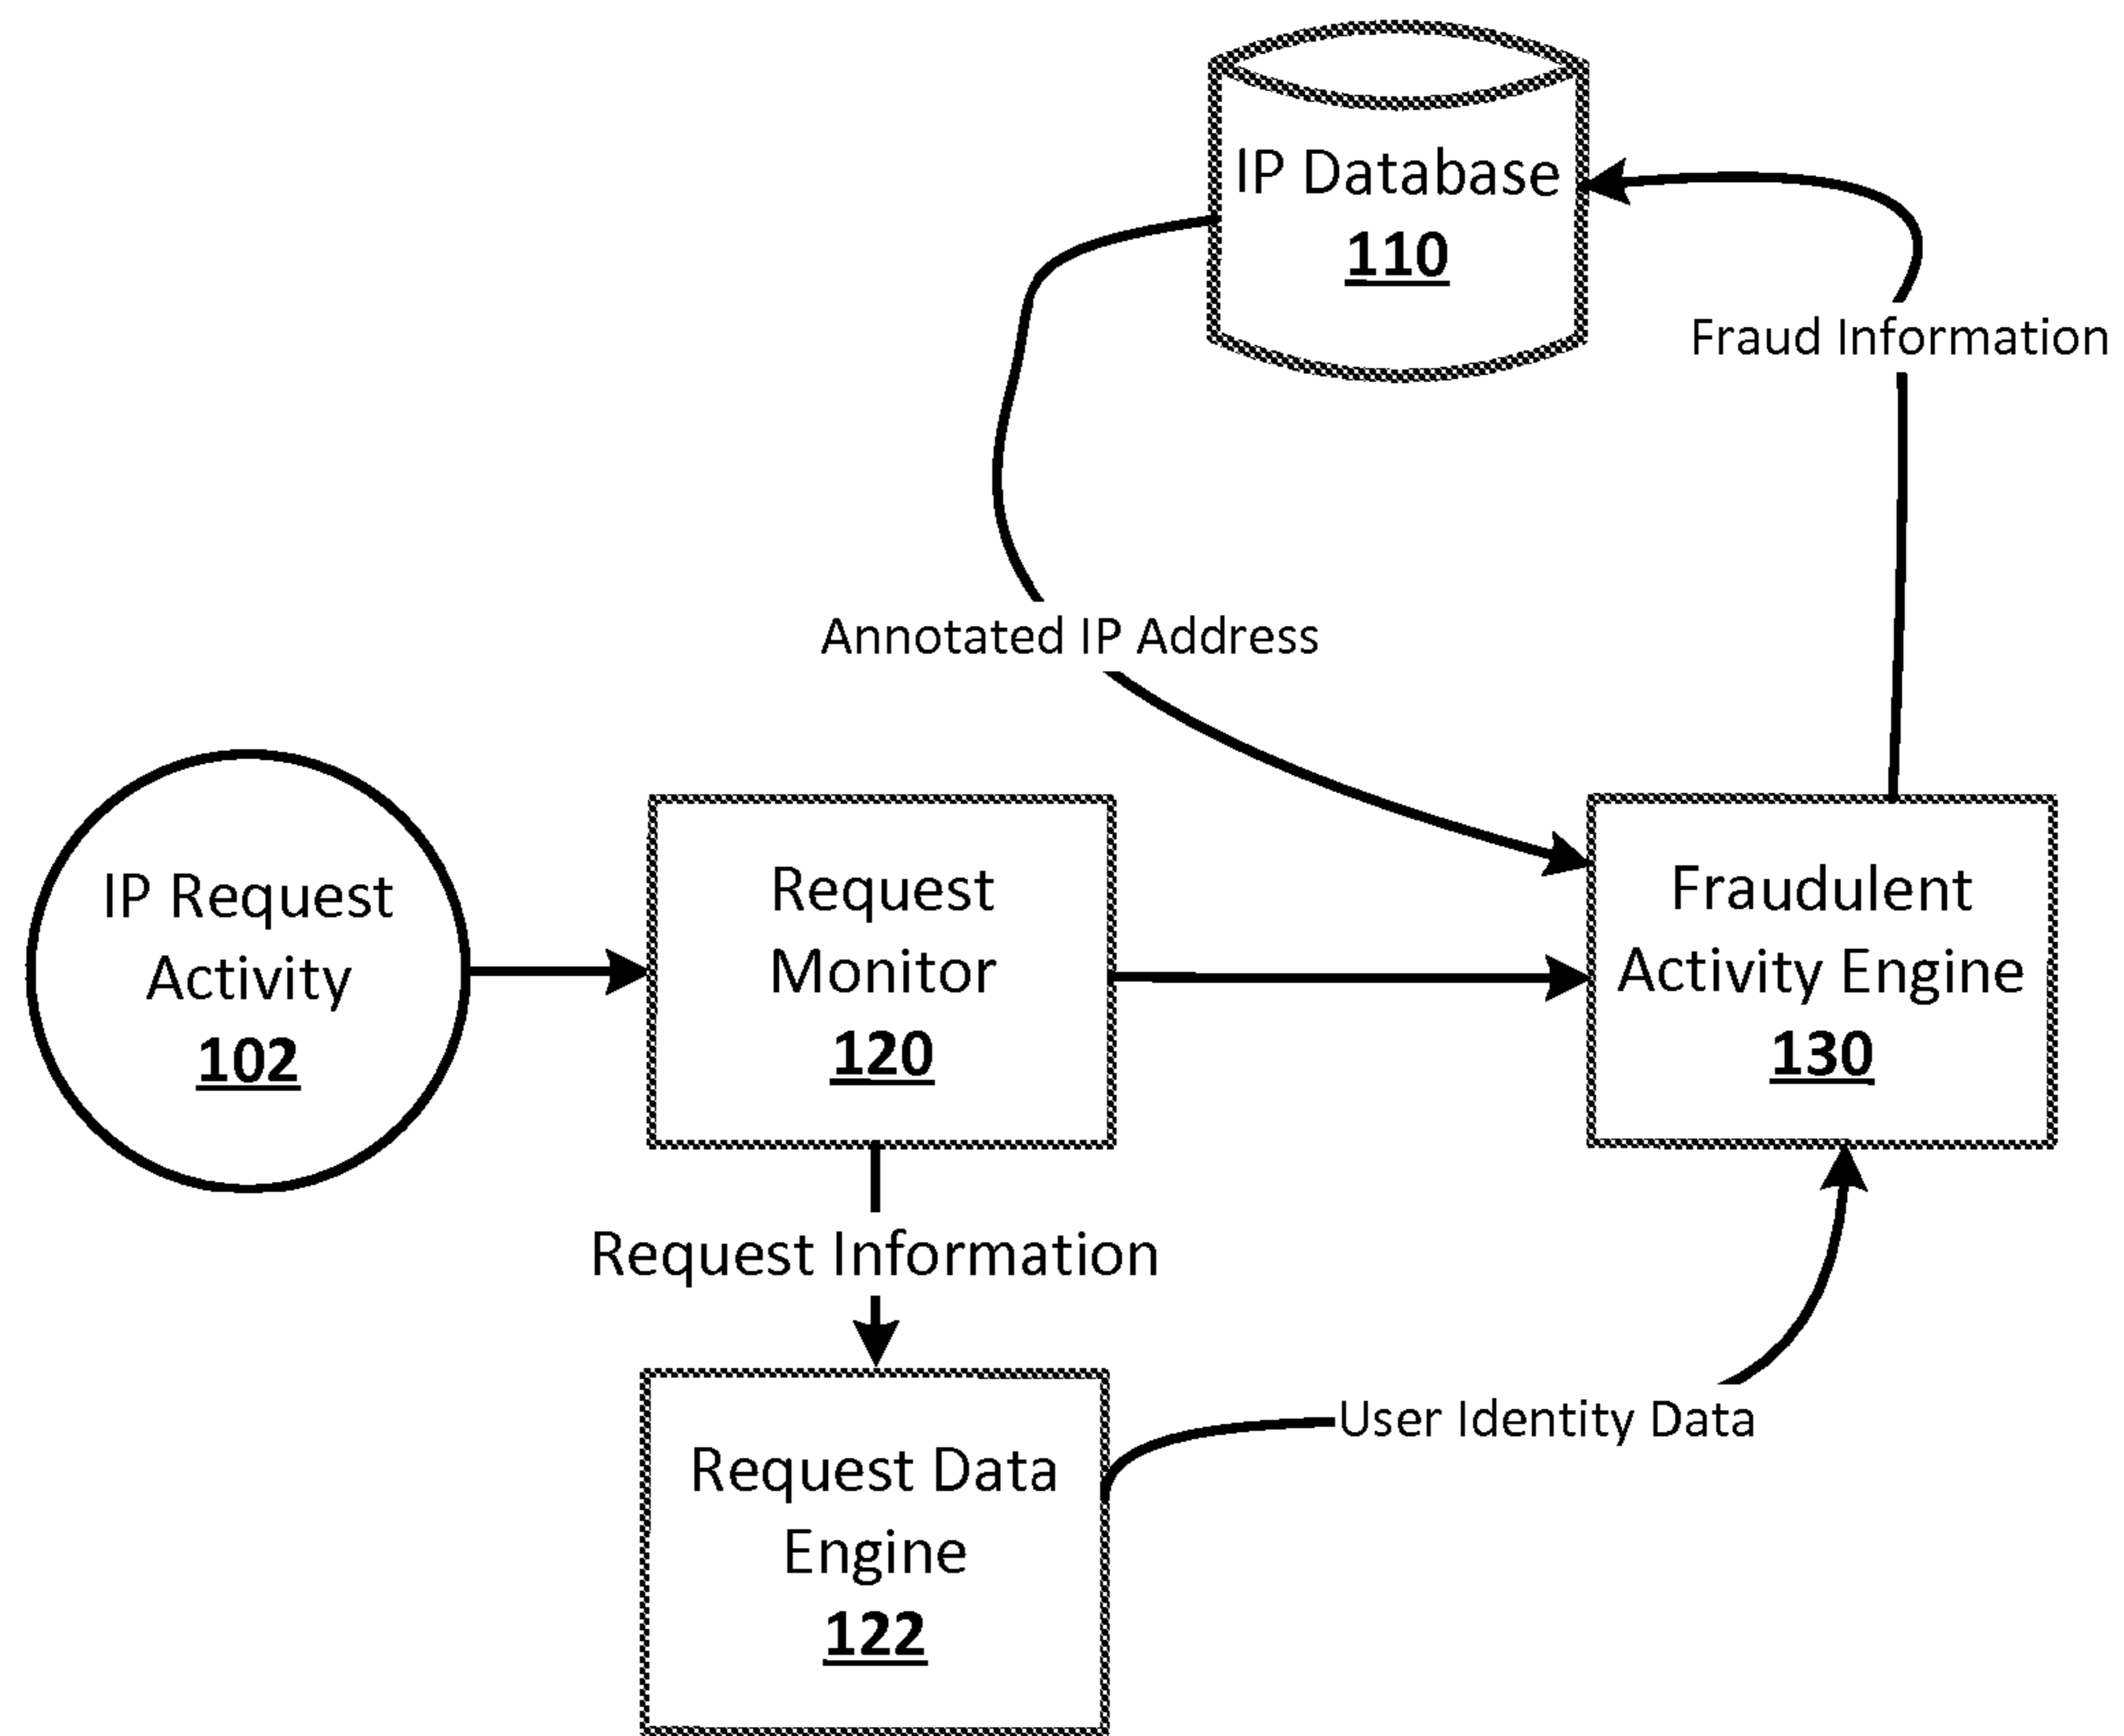 IP Database
110
Fraud Information
Annotated IP Address
IP Request
Activity
102
Request
Monitor
120
Fraudulent
Activity Engine
130
Request Information
User Identity Data
Request Data
Engine
122